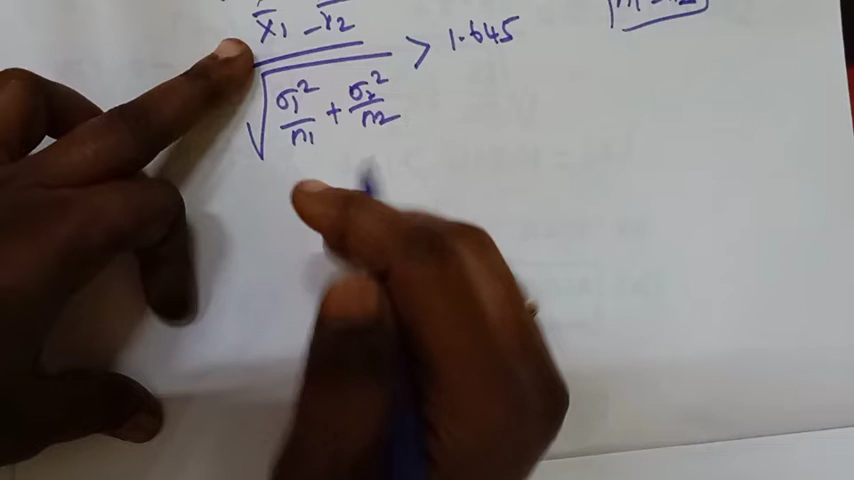 x̄1 - x̄2 > 1.645
√(σ1²/n1 + σ2²/n2)